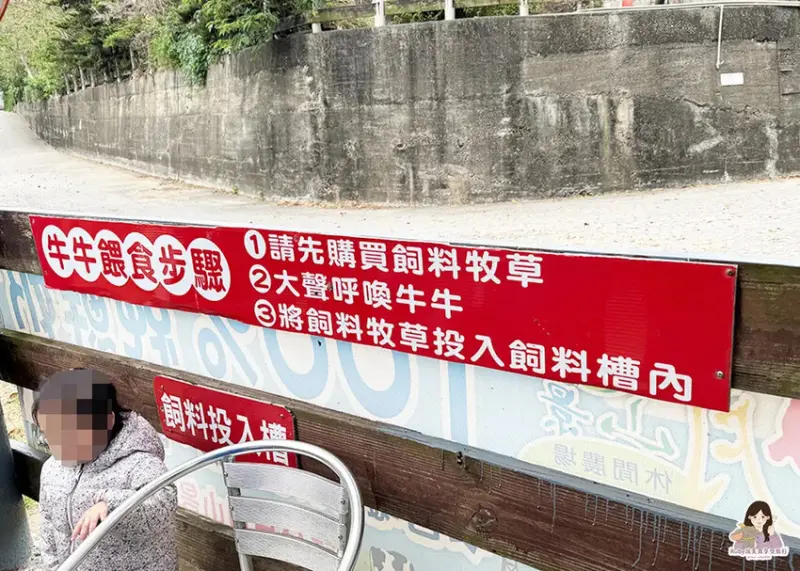 牛牛餵食步驟
①請先購買飼料牧草
②大聲呼喚牛牛
③將飼料牧草投入飼料槽內
飼料投入槽
100%
休閒農場